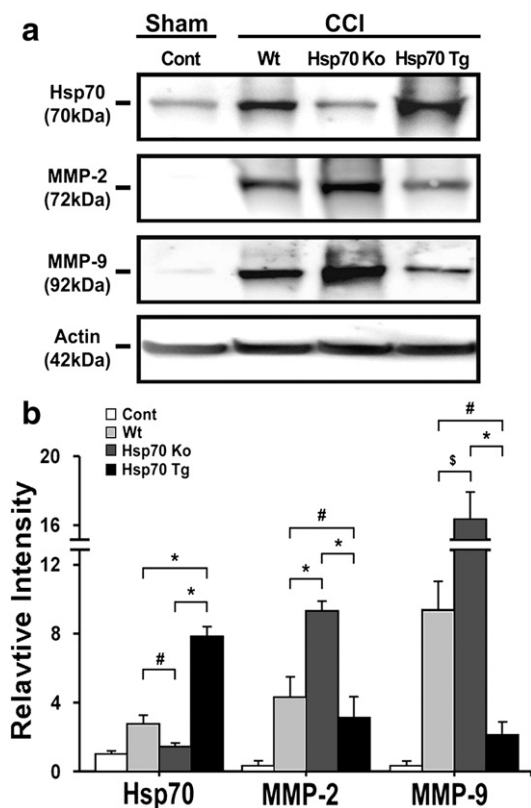 a
Sham CCI
Cont Wt Hsp70 Ko Hsp70 Tg
Hsp70
(70kDa)
MMP-2
(72kDa)
MMP-9
(92kDa)
Actin
(42kDa)
b
Cont
Wt
Hsp70 Ko
Hsp70 Tg
Relavtive Intensity
20
16
12
8
4
0
* * #
# * *
# $ *
Hsp70 MMP-2 MMP-9